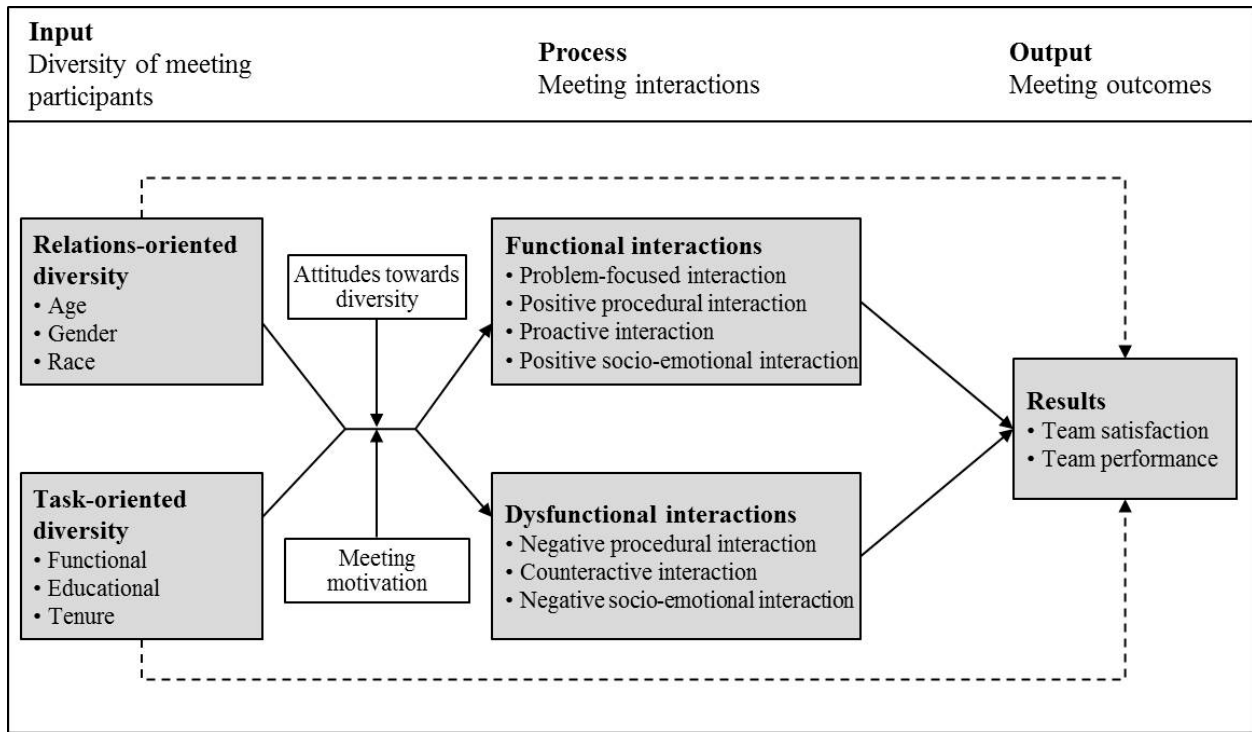 Input
Diversity of meeting
participants
Process
Meeting interactions
Output
Meeting outcomes
Relations-oriented
diversity
• Age
• Gender
• Race
Task-oriented
diversity
• Functional
• Educational
• Tenure
Attitudes towards
diversity
Meeting
motivation
Functional interactions
• Problem-focused interaction
• Positive procedural interaction
• Proactive interaction
• Positive socio-emotional interaction
Dysfunctional interactions
• Negative procedural interaction
• Counteractive interaction
• Negative socio-emotional interaction
Results
• Team satisfaction
• Team performance